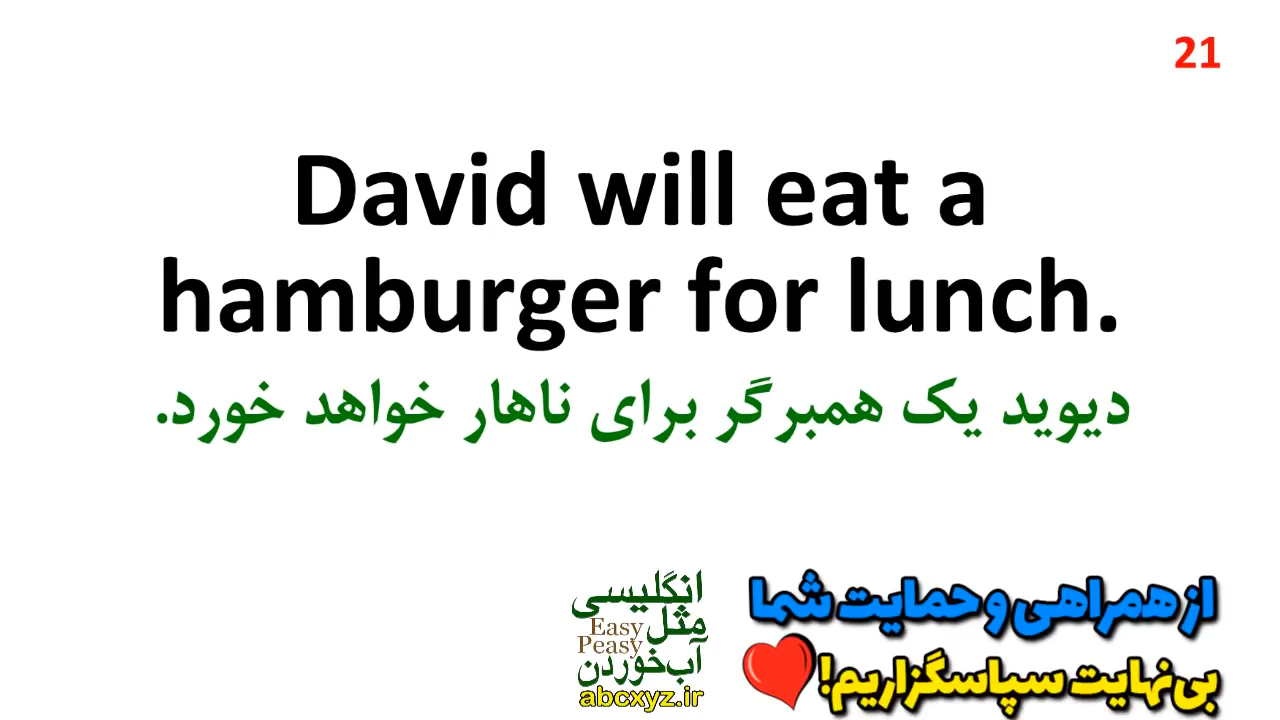 21
David will eat a
hamburger for lunch.
دیوید یک همبرگر برای ناهار خواهد خورد.
انگلیسی
مثل
Easy
Peasy
آب‌خوردن
abcxyz.ir
از همراهی و حمایت شما
بی‌نهایت سپاسگزاریم!